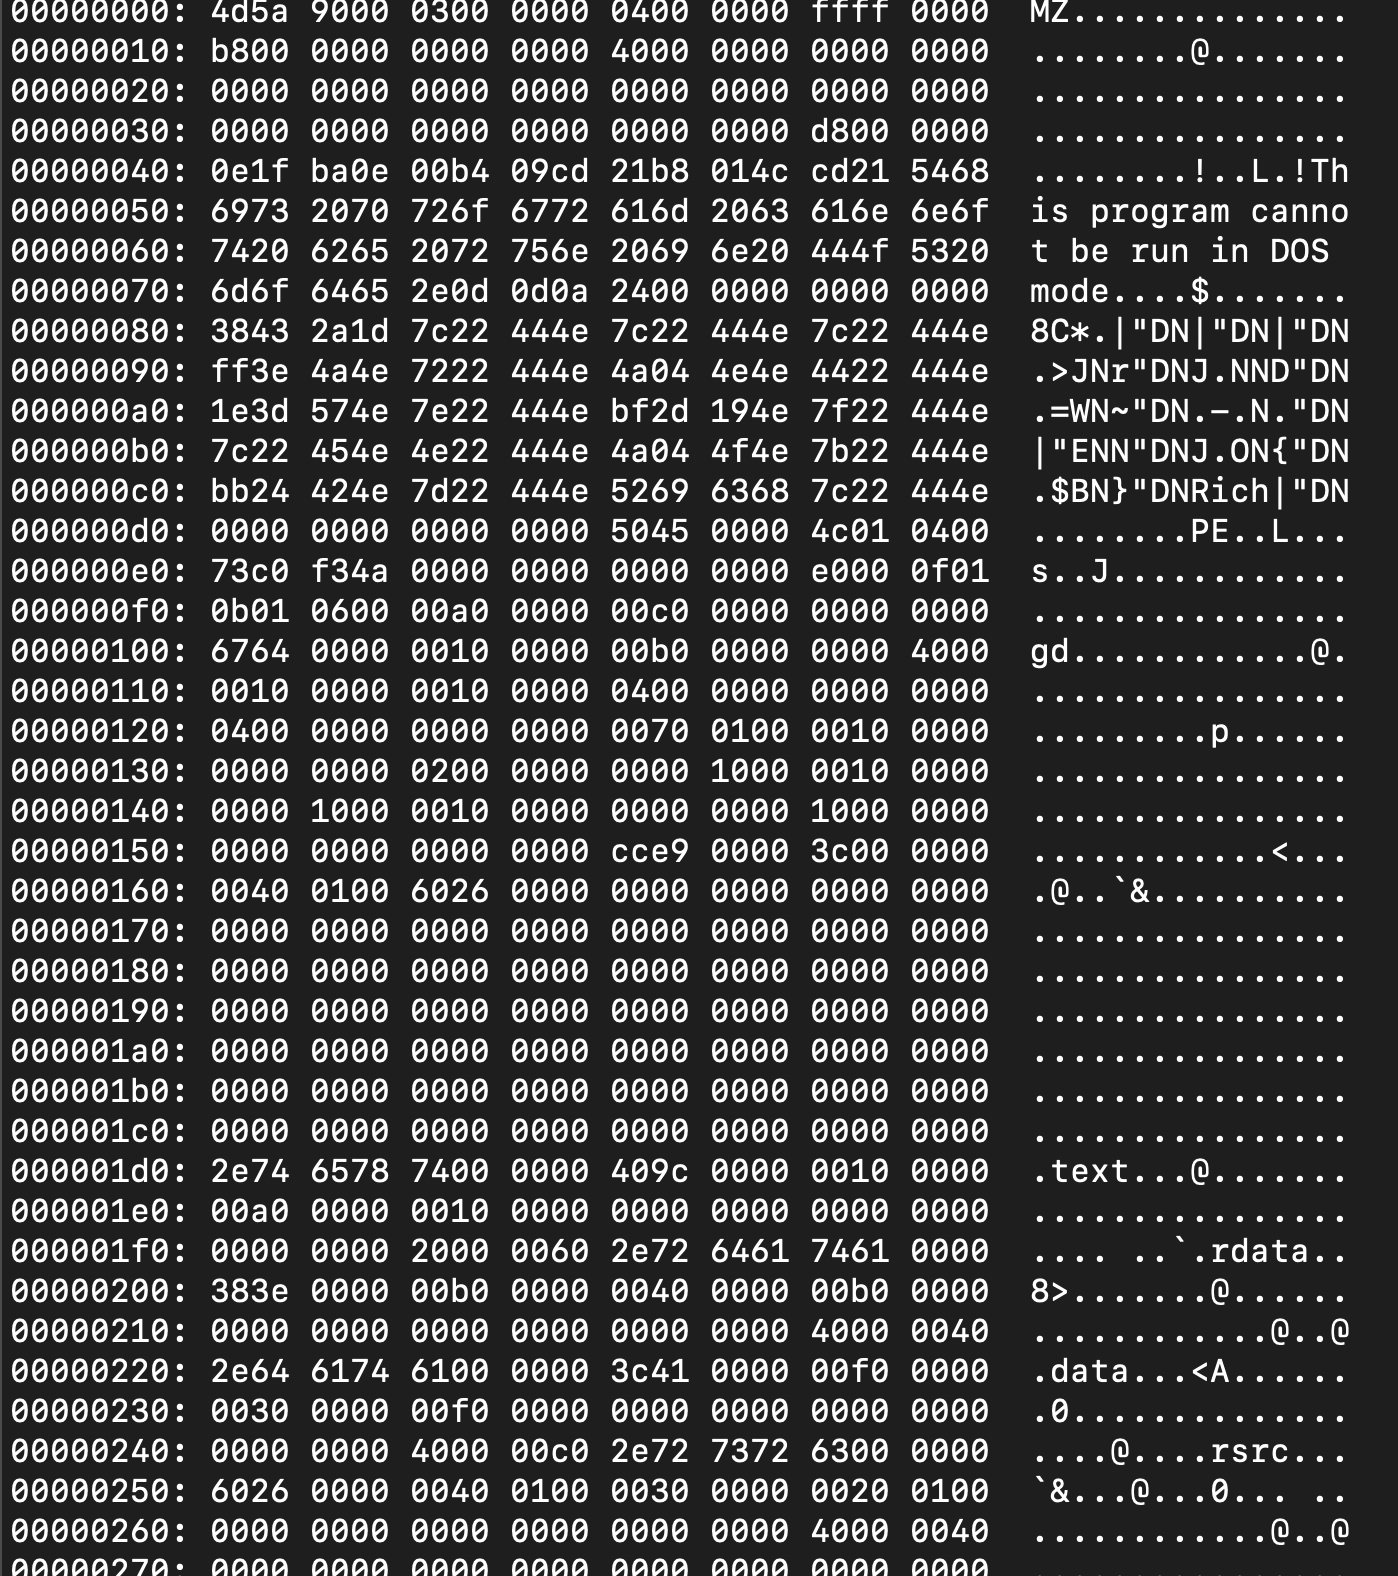 00000000: 4d5a 9000 0300 0000 0400 0000 ffff 0000  MZ..............
00000010: b800 0000 0000 0000 4000 0000 0000 0000  ........@.......
00000020: 0000 0000 0000 0000 0000 0000 0000 0000  ................
00000030: 0000 0000 0000 0000 0000 0000 d800 0000  ................
00000040: 0e1f ba0e 00b4 09cd 21b8 014c cd21 5468  ........!..L.!Th
00000050: 6973 2070 726f 6772 616d 2063 616e 6e6f  is program canno
00000060: 7420 6265 2072 756e 2069 6e20 444f 5320  t be run in DOS 
00000070: 6d6f 6465 2e0d 0d0a 2400 0000 0000 0000  mode....$.......
00000080: 3843 2a1d 7c22 444e 7c22 444e 7c22 444e  8C*.|"DN|"DN|"DN
00000090: ff3e 4a4e 7222 444e 4a04 4e4e 4422 444e  .>JNr"DNJ.NND"DN
000000a0: 1e3d 574e 7e22 444e bf2d 194e 7f22 444e  .=WN~"DN.-.N."DN
000000b0: 7c22 454e 4e22 444e 4a04 4f4e 7b22 444e  |"ENN"DNJ.ON{"DN
000000c0: bb24 424e 7d22 444e 5269 6368 7c22 444e  .$BN}"DNRich|"DN
000000d0: 0000 0000 0000 0000 5045 0000 4c01 0400  ........PE..L...
000000e0: 73c0 f34a 0000 0000 0000 0000 e000 0f01  s..J............
000000f0: 0b01 0600 00a0 0000 00c0 0000 0000 0000  ................
00000100: 6764 0000 0010 0000 00b0 0000 0000 4000  gd............@.
00000110: 0010 0000 0010 0000 0400 0000 0000 0000  ................
00000120: 0400 0000 0000 0000 0070 0100 0010 0000  .........p......
00000130: 0000 0000 0200 0000 0000 1000 0010 0000  ................
00000140: 0000 1000 0010 0000 0000 0000 1000 0000  ................
00000150: 0000 0000 0000 0000 cce9 0000 3c00 0000  ............<...
00000160: 0040 0100 6026 0000 0000 0000 0000 0000  .@..`&..........
00000170: 0000 0000 0000 0000 0000 0000 0000 0000  ................
00000180: 0000 0000 0000 0000 0000 0000 0000 0000  ................
00000190: 0000 0000 0000 0000 0000 0000 0000 0000  ................
000001a0: 0000 0000 0000 0000 0000 0000 0000 0000  ................
000001b0: 0000 0000 0000 0000 0000 0000 0000 0000  ................
000001c0: 0000 0000 0000 0000 0000 0000 0000 0000  ................
000001d0: 2e74 6578 7400 0000 409c 0000 0010 0000  .text...@.......
000001e0: 00a0 0000 0010 0000 0000 0000 0000 0000  ................
000001f0: 0000 0000 2000 0060 2e72 6461 7461 0000  .... ..`.rdata..
00000200: 383e 0000 00b0 0000 0040 0000 00b0 0000  8>.......@......
00000210: 0000 0000 0000 0000 0000 0000 4000 0040  ............@..@
00000220: 2e64 6174 6100 0000 3c41 0000 00f0 0000  .data...<A......
00000230: 0030 0000 00f0 0000 0000 0000 0000 0000  .0..............
00000240: 0000 0000 4000 00c0 2e72 7372 6300 0000  ....@....rsrc...
00000250: 6026 0000 0040 0100 0030 0000 0020 0100  `&...@...0... ..
00000260: 0000 0000 0000 0000 0000 0000 4000 0040  ............@..@
00000270: 0000 0000 0000 0000 0000 0000 0000 0000  ................